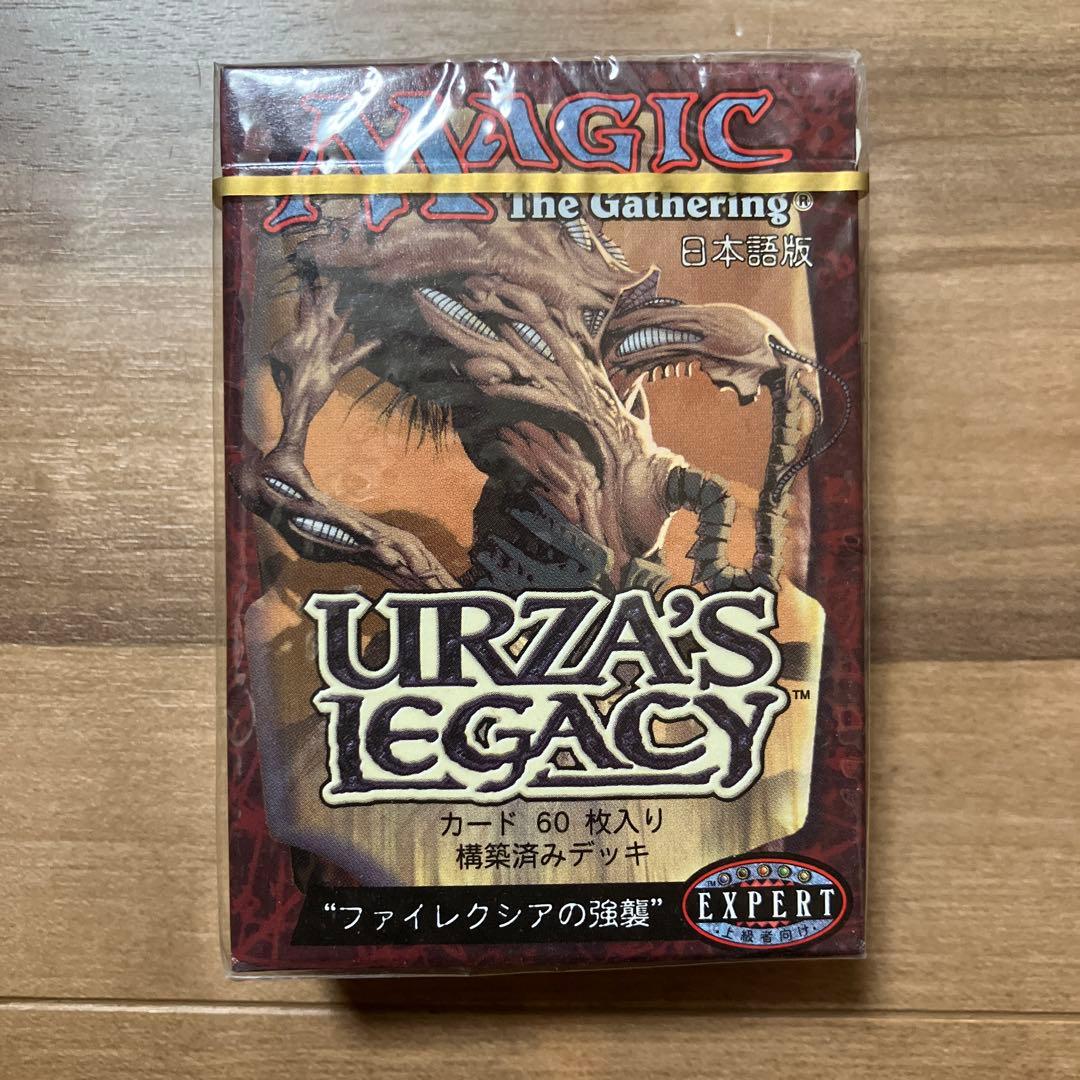 MAGIC
The Gathering®
日本語版
URZA'S
LEGACY™
カード 60 枚入り
構築済みデッキ
“ファイレクシアの強襲”
TM
EXPERT
・上級者向け・